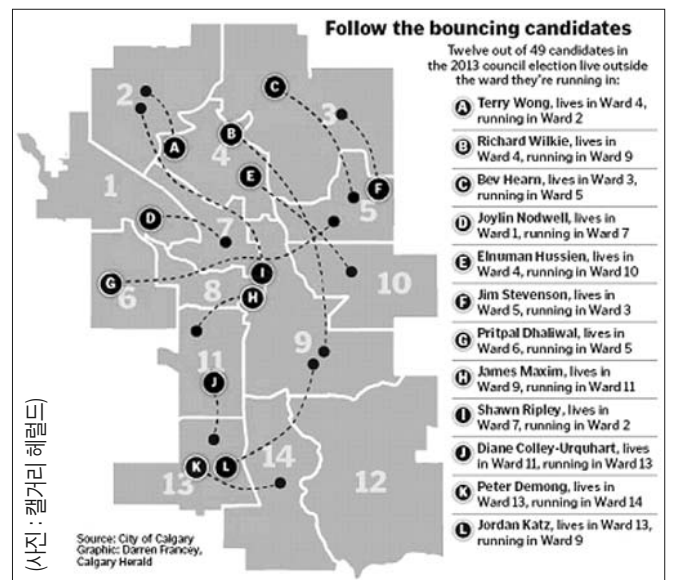 Follow the bouncing candidates
Twelve out of 49 candidates in
the 2013 council election live outside
the ward they're running in:
A Terry Wong, lives in Ward 4,
running in Ward 2
B Richard Wilkie, lives in
Ward 4, running in Ward 9
C Bev Hearn, lives in Ward 3,
running in Ward 5
D Joylin Nodwell, lives in
Ward 1, running in Ward 7
E Elnuman Hussien, lives in
Ward 4, running in Ward 10
F Jim Stevenson, lives in
Ward 5, running in Ward 3
G Pritpal Dhaliwal, lives in
Ward 6, running in Ward 5
H James Maxim, lives in
Ward 9, running in Ward 11
I Shawn Ripley, lives in
Ward 7, running in Ward 2
J Diane Colley-Urquhart, lives
in Ward 11, running in Ward 13
K Peter Demong, lives in
Ward 13, running in Ward 14
L Jordan Katz, lives in Ward 13,
running in Ward 9
2
C
3
B
A
4
E
F
1
5
D
7
I
G
6
8
H
10
9
11
J
K
L
13
14
12
Source: City of Calgary
Graphic: Darren Francey,
Calgary Herald
(사진 : 캘거리 헤럴드)